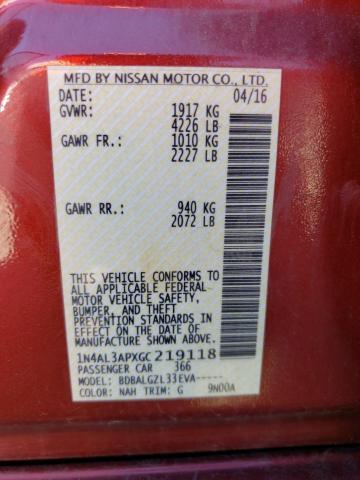 MFD BY NISSAN MOTOR CO., LTD.
DATE: 04/16
GVWR: 1917 KG
4226 LB
GAWR FR.: 1010 KG
2227 LB
GAWR RR.: 940 KG
2072 LB
THIS VEHICLE CONFORMS TO
ALL APPLICABLE FEDERAL
MOTOR VEHICLE SAFETY,
BUMPER, AND THEFT
PREVENTION STANDARDS IN
EFFECT ON THE DATE OF
MANUFACTURE SHOWN ABOVE.
1N4AL3APXGC 219118
PASSENGER CAR 366
MODEL: BDBALGZL33EVA-----
COLOR: NAH TRIM: G 9N00A